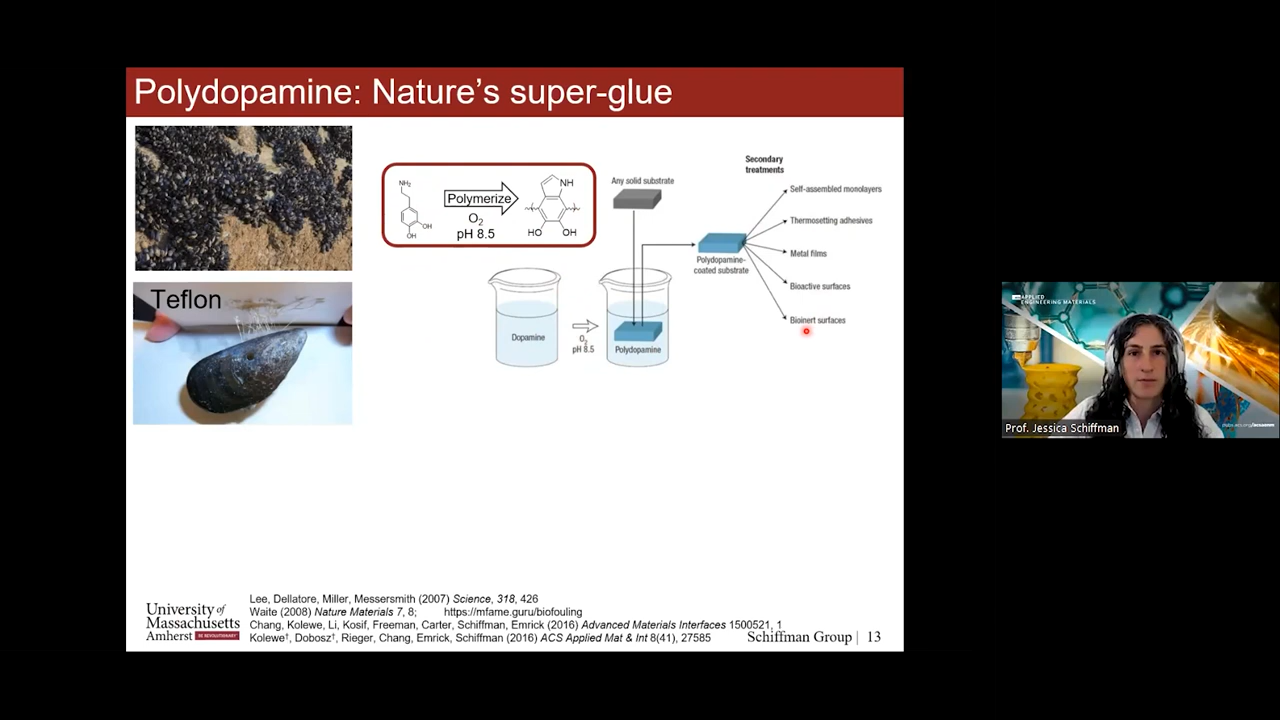 Polydopamine: Nature's super-glue
Teflon
NH₂
OH
OH
Polymerize
O₂
pH 8.5
NH
HO
OH
Any solid substrate
Dopamine
O₂
pH 8.5
Polydopamine
Polydopamine-
coated substrate
Secondary
treatments
Self-assembled monolayers
Thermosetting adhesives
Metal films
Bioactive surfaces
Bioinert surfaces
University of
Massachusetts
Amherst BE REVOLUTIONARY
Lee, Dellatore, Miller, Messersmith (2007) Science, 318, 426
Waite (2008) Nature Materials 7, 8; https://mfame.guru/biofouling
Chang, Kolewe, Li, Kosif, Freeman, Carter, Schiffman, Emrick (2016) Advanced Materials Interfaces 1500521, 1
Kolewe†, Dobosz†, Rieger, Chang, Emrick, Schiffman (2016) ACS Applied Mat & Int 8(41), 27585
Schiffman Group | 13
APPLIED
ENGINEERING MATERIALS
Prof. Jessica Schiffman